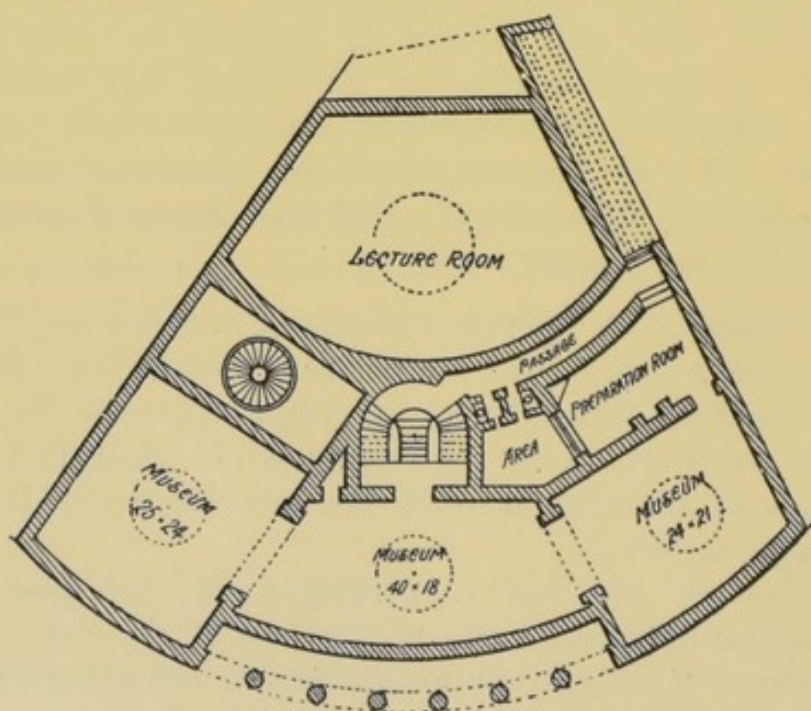 LECTURE ROOM
PASSAGE
PREPARATION ROOM
AREA
MUSEUM
25 × 24
MUSEUM
40 × 18
MUSEUM
24 × 21